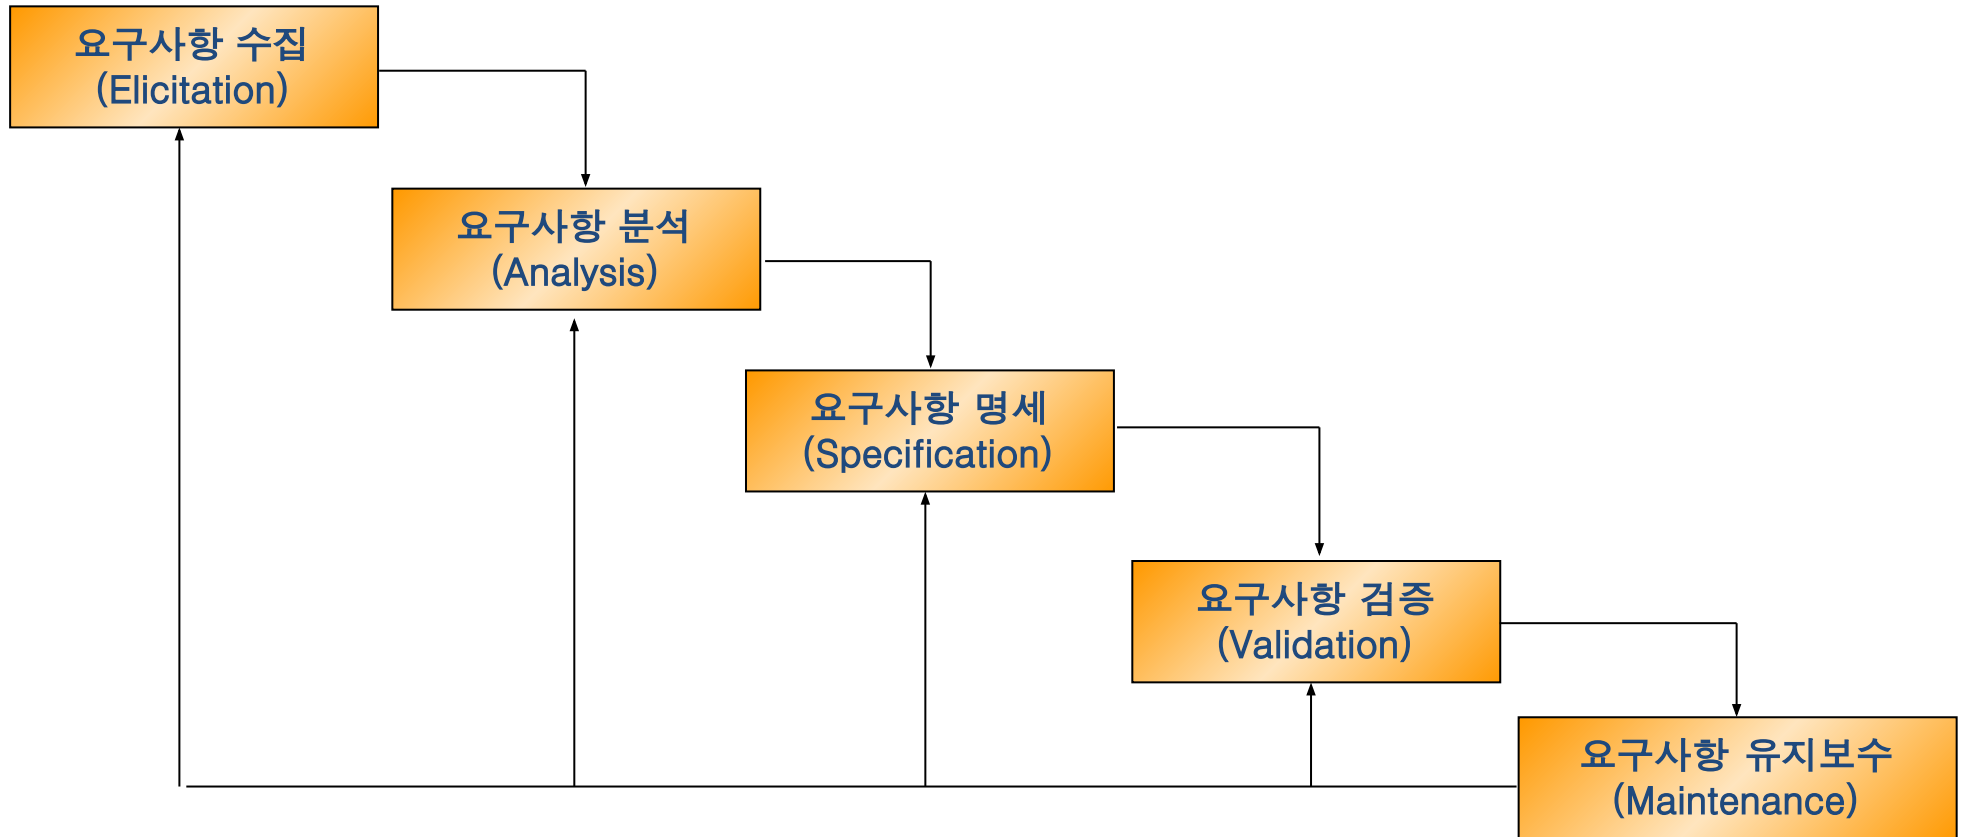 요구사항 수집
(Elicitation)
요구사항 분석
(Analysis)
요구사항 명세
(Specification)
요구사항 검증
(Validation)
요구사항 유지보수
(Maintenance)